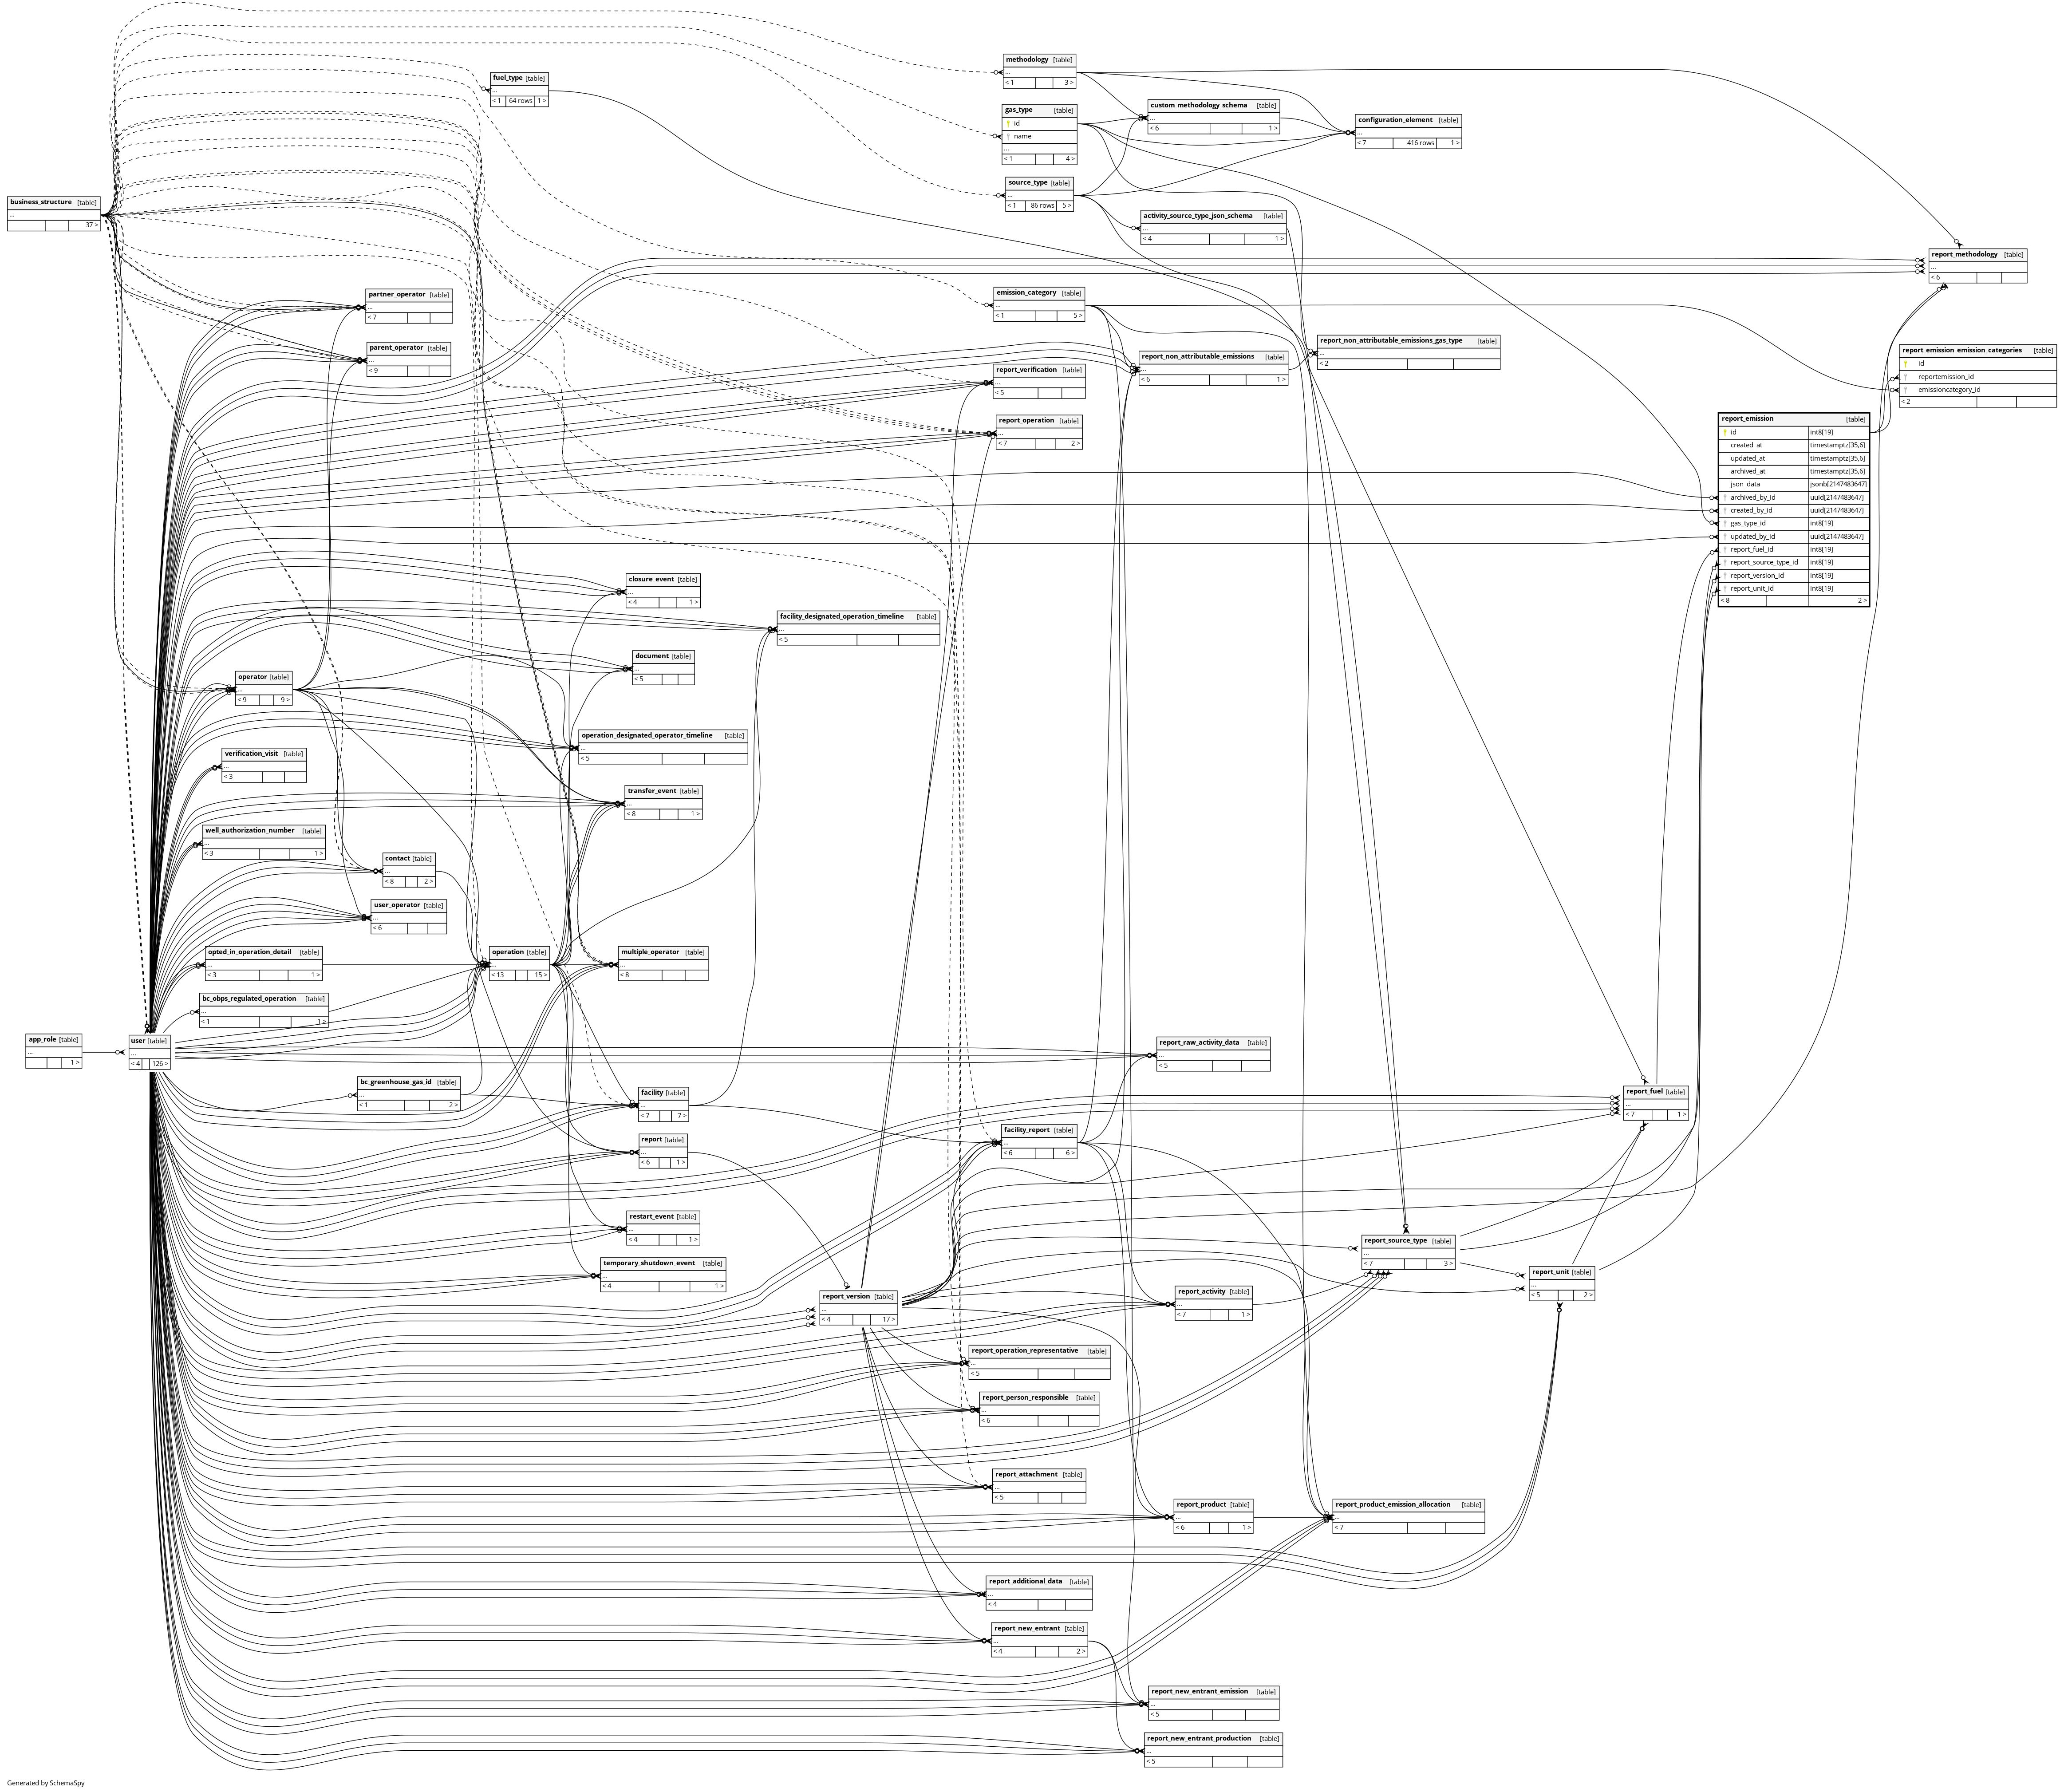 methodology [table]
...
< 1 3 >
fuel_type [table]
...
< 1 64 rows 1 >
gas_type [table]
id
name
...
< 1 4 >
custom_methodology_schema [table]
...
< 6 1 >
configuration_element [table]
...
< 7 416 rows 1 >
source_type [table]
...
< 1 86 rows 5 >
business_structure [table]
...
37 >
activity_source_type_json_schema [table]
...
< 4 1 >
report_methodology [table]
...
< 6
partner_operator [table]
...
< 7
emission_category [table]
...
< 1 5 >
parent_operator [table]
...
< 9
report_non_attributable_emissions_gas_type [table]
...
< 2
report_non_attributable_emissions [table]
...
< 6 1 >
report_emission_emission_categories [table]
id
reportemission_id
emissioncategory_id
< 2
report_verification [table]
...
< 5
report_operation [table]
...
< 7 2 >
report_emission [table]
id int8[19]
created_at timestamptz[35,6]
updated_at timestamptz[35,6]
archived_at timestamptz[35,6]
json_data jsonb[2147483647]
archived_by_id uuid[2147483647]
created_by_id uuid[2147483647]
gas_type_id int8[19]
updated_by_id uuid[2147483647]
report_fuel_id int8[19]
report_source_type_id int8[19]
report_version_id int8[19]
report_unit_id int8[19]
< 8 2 >
closure_event [table]
...
< 4 1 >
facility_designated_operation_timeline [table]
...
< 5
document [table]
...
< 5
operator [table]
...
< 9 9 >
operation_designated_operator_timeline [table]
...
< 5
verification_visit [table]
...
< 3
transfer_event [table]
...
< 8 1 >
well_authorization_number [table]
...
< 3 1 >
contact [table]
...
< 8 2 >
user_operator [table]
...
< 6
opted_in_operation_detail [table]
...
< 3 1 >
operation [table]
...
< 13 15 >
multiple_operator [table]
...
< 8
bc_obps_regulated_operation [table]
...
< 1 1 >
app_role [table]
...
1 >
user [table]
...
< 4 126 >
report_raw_activity_data [table]
...
< 5
bc_greenhouse_gas_id [table]
...
< 1 2 >
facility [table]
...
< 7 7 >
report_fuel [table]
...
< 7 1 >
facility_report [table]
...
< 6 6 >
report [table]
...
< 6 1 >
restart_event [table]
...
< 4 1 >
report_source_type [table]
...
< 7 3 >
temporary_shutdown_event [table]
...
< 4 1 >
report_unit [table]
...
< 5 2 >
report_version [table]
...
< 4 17 >
report_activity [table]
...
< 7 1 >
report_operation_representative [table]
...
< 5
report_person_responsible [table]
...
< 6
report_attachment [table]
...
< 5
report_product [table]
...
< 6 1 >
report_product_emission_allocation [table]
...
< 7
report_additional_data [table]
...
< 4
report_new_entrant [table]
...
< 4 2 >
report_new_entrant_emission [table]
...
< 5
report_new_entrant_production [table]
...
< 5
Generated by SchemaSpy